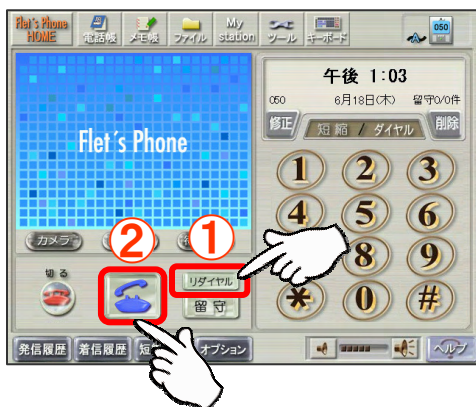 Flet's Phone HOME
電話帳
メモ帳
ファイル
My station
ツール
キーボード
050
午後 1:03
050 6月18日(木) 留守0/0件
修正 短縮 / ダイヤル 削除
Flet's Phone
1 2 3
4 5 6
8 9
* 0 #
カメラ
2
1
切る
リダイヤル
留守
発信履歴 着信履歴 短 オプション
ヘルプ